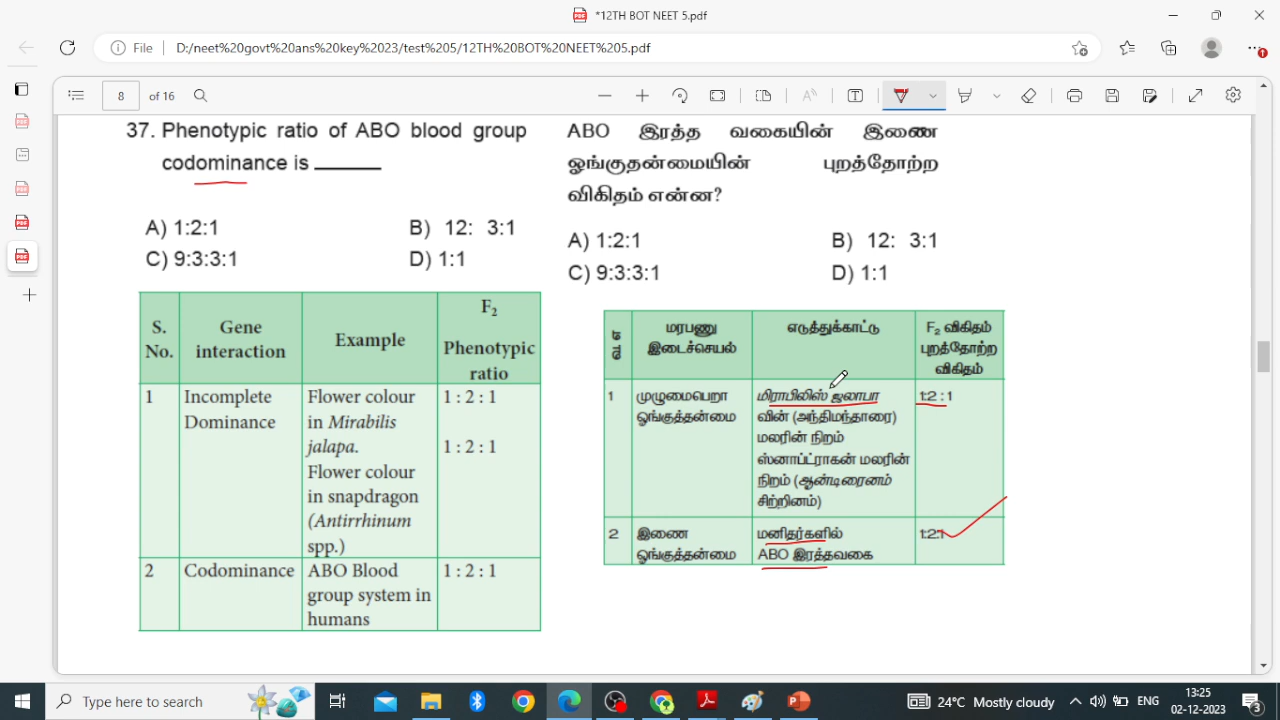 *12TH BOT NEET 5.pdf
File
D:/neet%20govt%20ans%20key%2023/test%205/12TH%20BOT%20NEET%205.pdf
8 of 16
37. Phenotypic ratio of ABO blood group
codominance is ______
A) 1:2:1 B) 12: 3:1
C) 9:3:3:1 D) 1:1
S. No. Gene interaction Example F2 Phenotypic ratio
1 Incomplete Dominance Flower colour in Mirabilis jalapa. 1 : 2 : 1
Flower colour in snapdragon (Antirrhinum spp.) 1 : 2 : 1
2 Codominance ABO Blood group system in humans 1 : 2 : 1
ABO இரத்த வகையின் இணை
ஓங்குதன்மையின் புறத்தோற்ற
விகிதம் என்ன?
A) 1:2:1 B) 12: 3:1
C) 9:3:3:1 D) 1:1
வ.எ மரபணு இடைச்செயல் எடுத்துக்காட்டு F2 விகிதம் புறத்தோற்ற விகிதம்
1 முழுமைபெறா ஓங்குத்தன்மை மிராபிலிஸ் ஜலாபா வின் (அந்திமந்தாரை) மலரின் நிறம் ஸ்னாப்ட்ராகன் மலரின் நிறம் (ஆன்டிரைனம் சிற்றினம்) 1:2 : 1
2 இணை ஓங்குத்தன்மை மனிதர்களில் ABO இரத்தவகை 1:2:1
Type here to search
24°C Mostly cloudy
ENG
13:25
02-12-2023
3